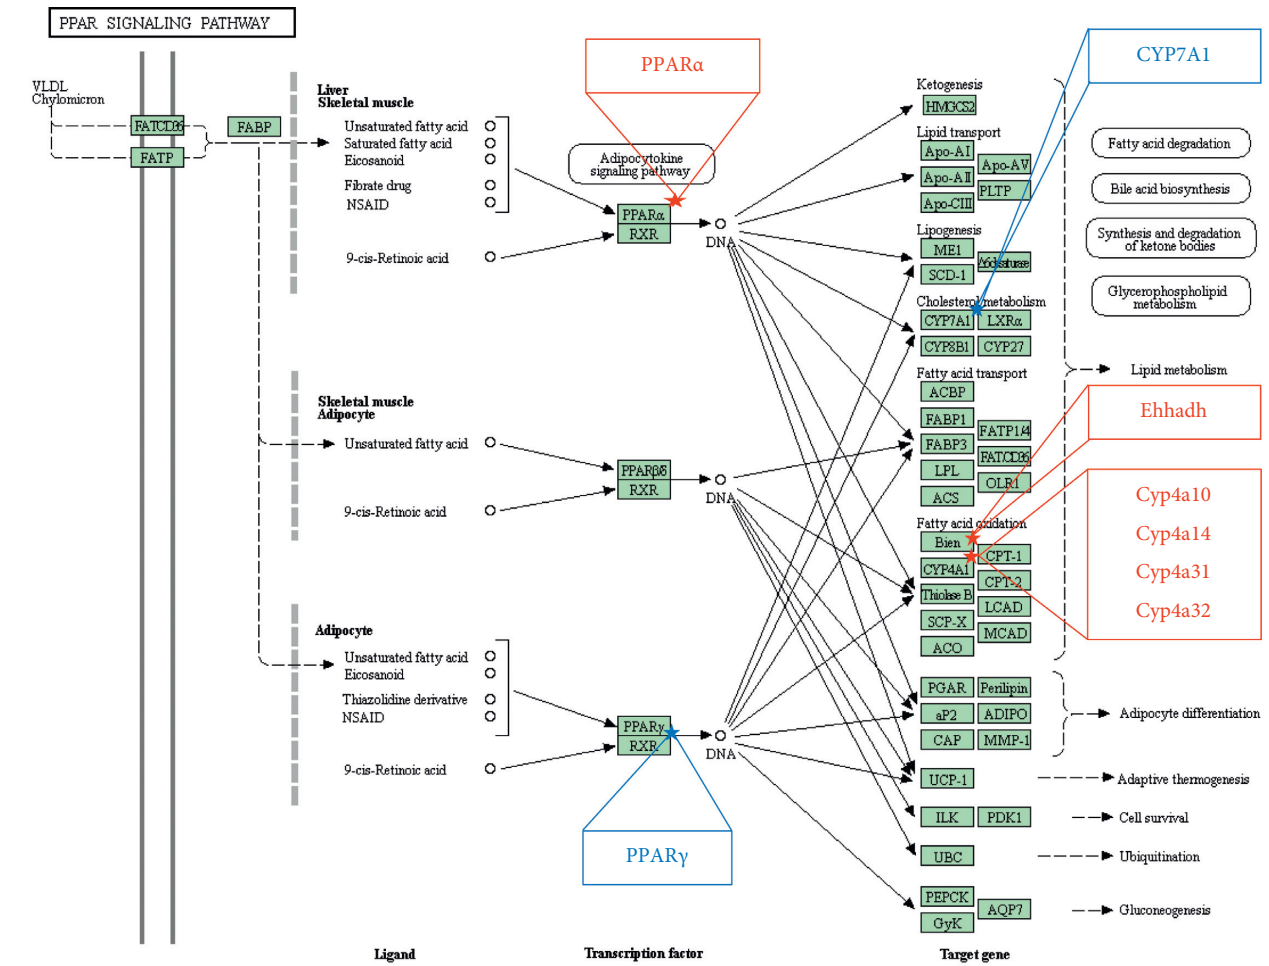 PPAR SIGNALING PATHWAY
VLDL
Chylomicron
FATCD36
FATP
FABP
Liver
Skeletal muscle
Unsaturated fatty acid
Saturated fatty acid
Eicosanoid
Fibrate drug
NSAID
9-cis-Retinoic acid
Skeletal muscle
Adipocyte
Unsaturated fatty acid
9-cis-Retinoic acid
Adipocyte
Unsaturated fatty acid
Eicosanoid
Thiazolidine derivative
NSAID
9-cis-Retinoic acid
Ligand
PPARα
Adipocytokine
signaling pathway
PPARα
RXR
DNA
PPARβ/δ
RXR
DNA
PPARγ
RXR
DNA
PPARγ
Transcription factor
Ketogenesis
HMGCS2
Lipid transport
Apo-AI
Apo-AV
Apo-AII
PLTP
Apo-CIII
Lipogenesis
ME1
SCD-1
Cholesterol metabolism
CYP7A1
LXRα
CYP8B1
CYP27
Fatty acid transport
ACBP
FABP1
FATP1/4
FABP3
FATCD36
LPL
OLR1
ACS
Fatty acid oxidation
Bien
CPT-1
CYP4A1
CPT-2
Thiolase B
LCAD
SCP-X
MCAD
ACO
PGAR
Perilipin
aP2
ADIPO
CAP
MMP-1
UCP-1
ILK
PDK1
UBC
PEPCK
AQP7
GyK
Target gene
CYP7A1
Fatty acid degradation
Bile acid biosynthesis
Synthesis and degradation
of ketone bodies
Glycerophospholipid
metabolism
Lipid metabolism
Ehhadh
Cyp4a10
Cyp4a14
Cyp4a31
Cyp4a32
Adipocyte differentiation
Adaptive thermogenesis
Cell survival
Ubiquitination
Gluconeogenesis